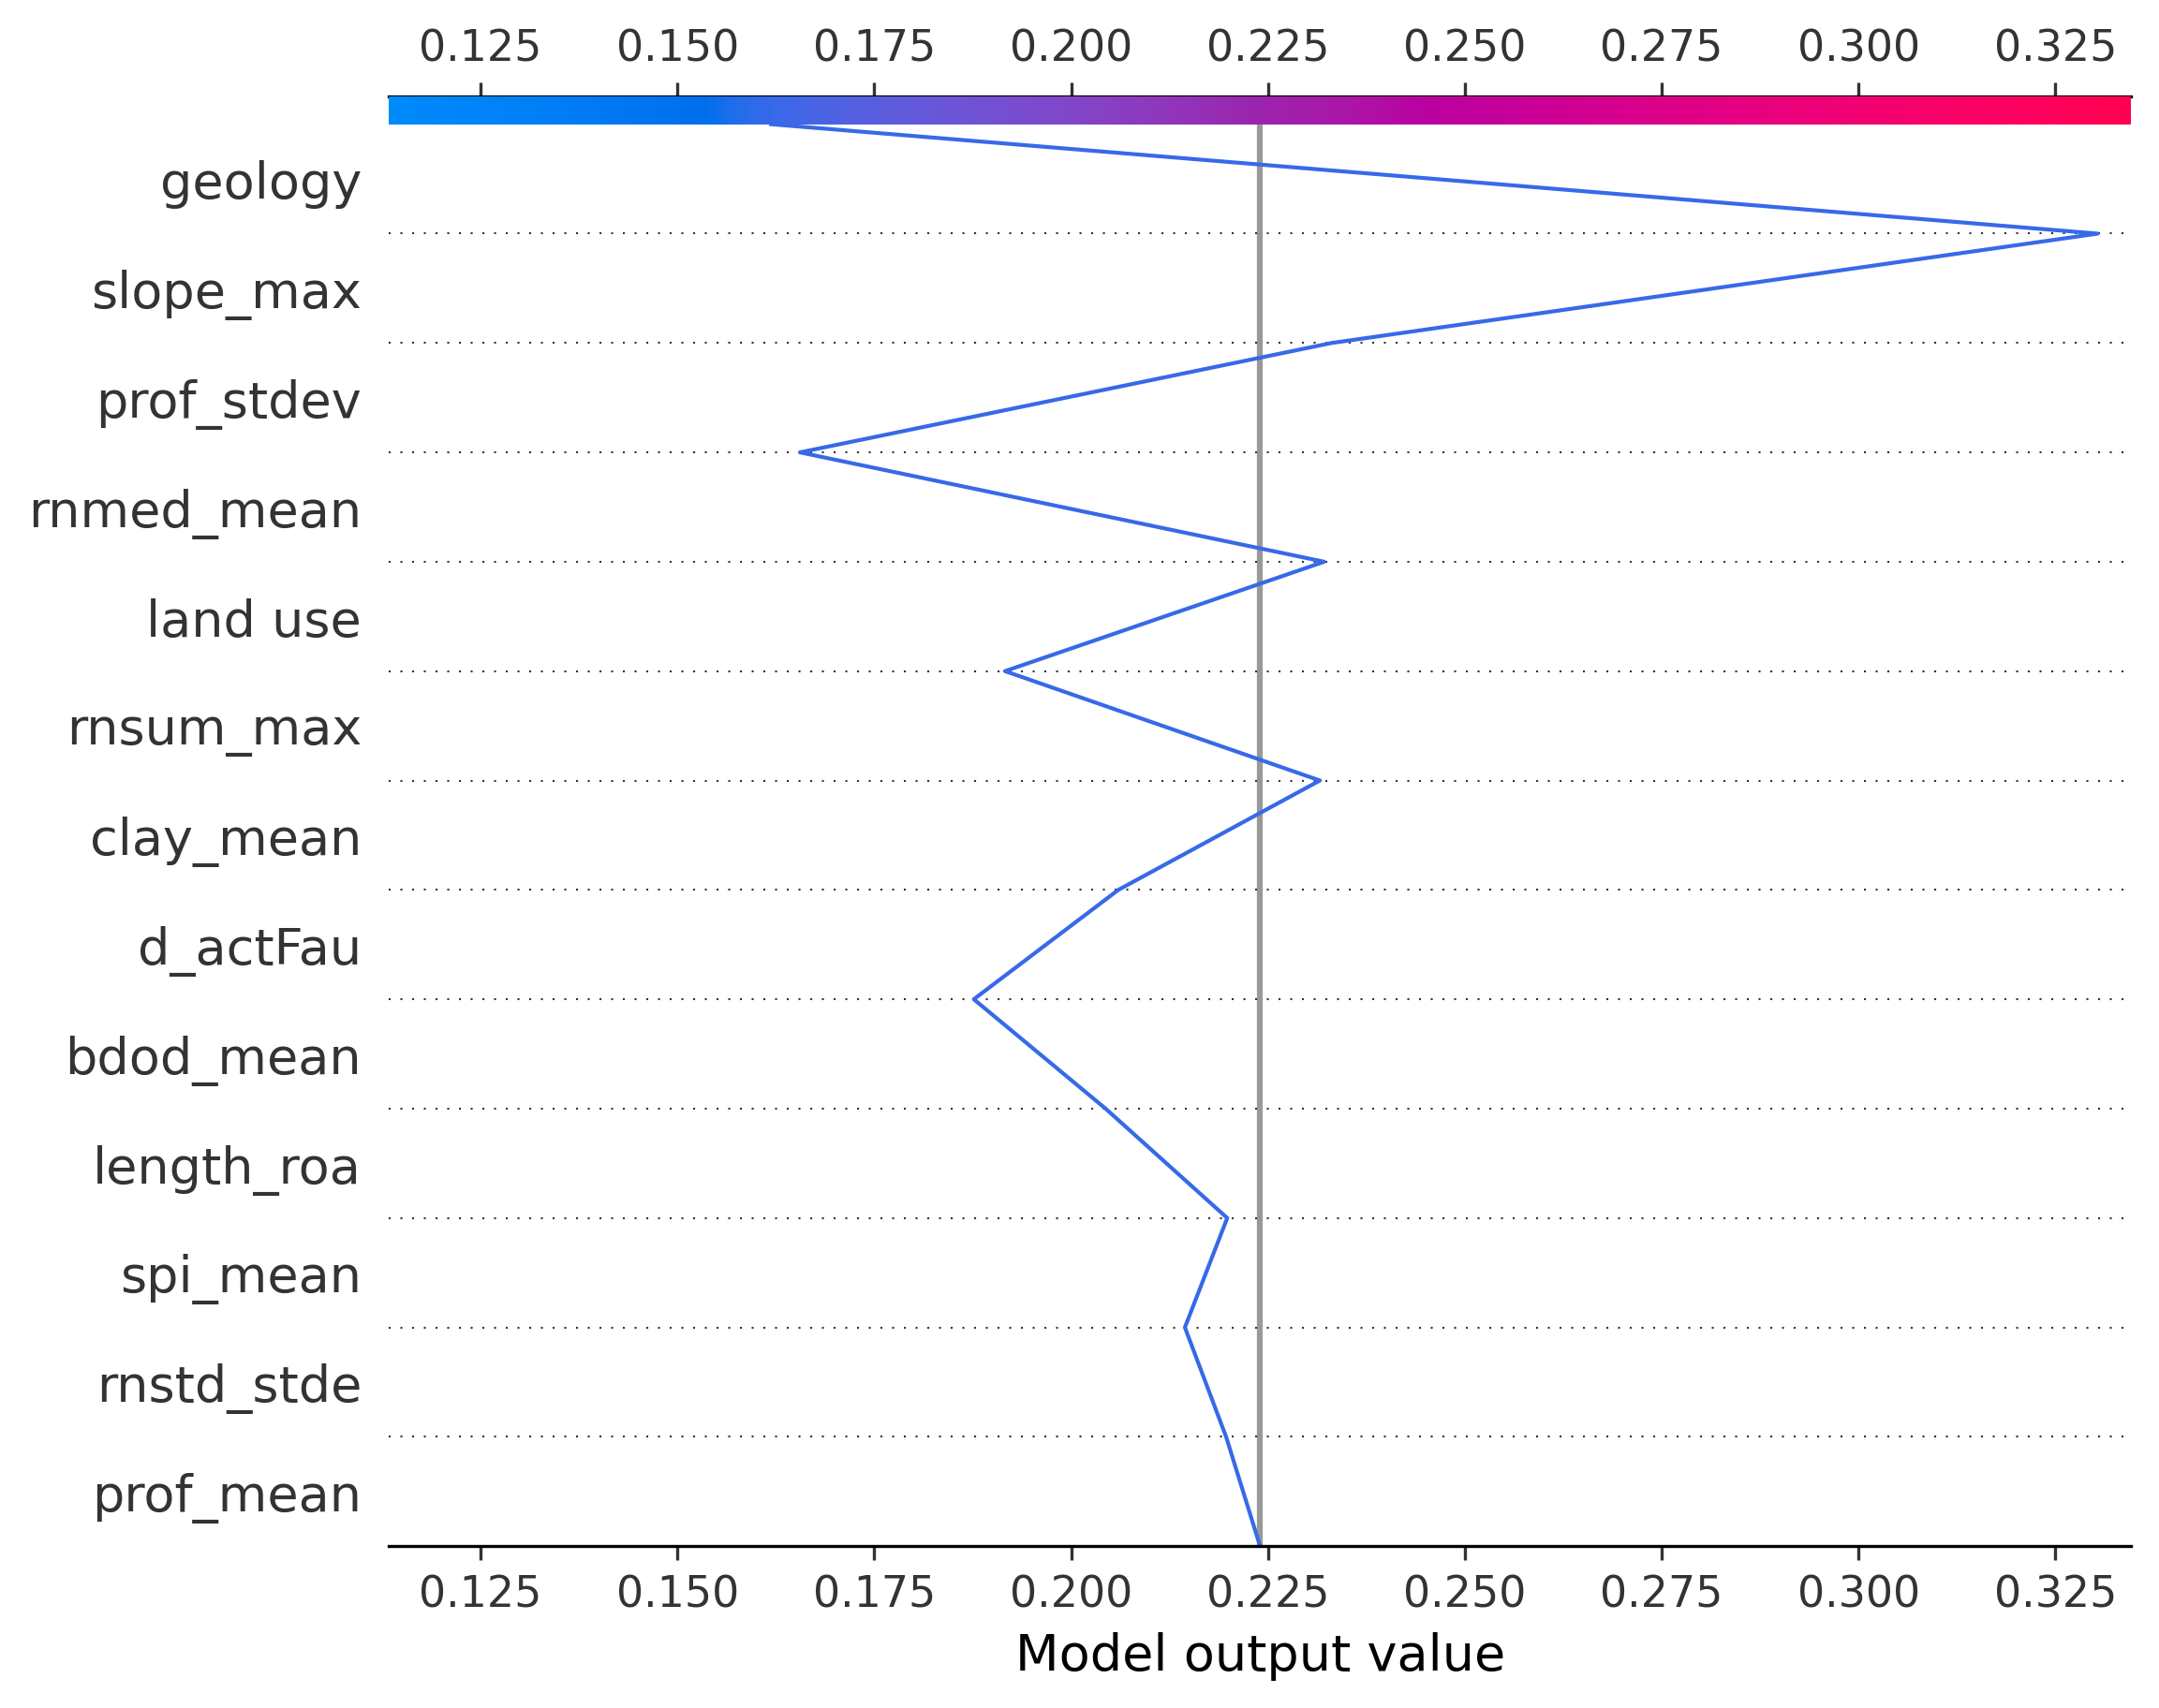 0.125 0.150 0.175 0.200 0.225 0.250 0.275 0.300 0.325
geology
slope_max
prof_stdev
rnmed_mean
land use
rnsum_max
clay_mean
d_actFau
bdod_mean
length_roa
spi_mean
rnstd_stde
prof_mean
0.125 0.150 0.175 0.200 0.225 0.250 0.275 0.300 0.325
Model output value